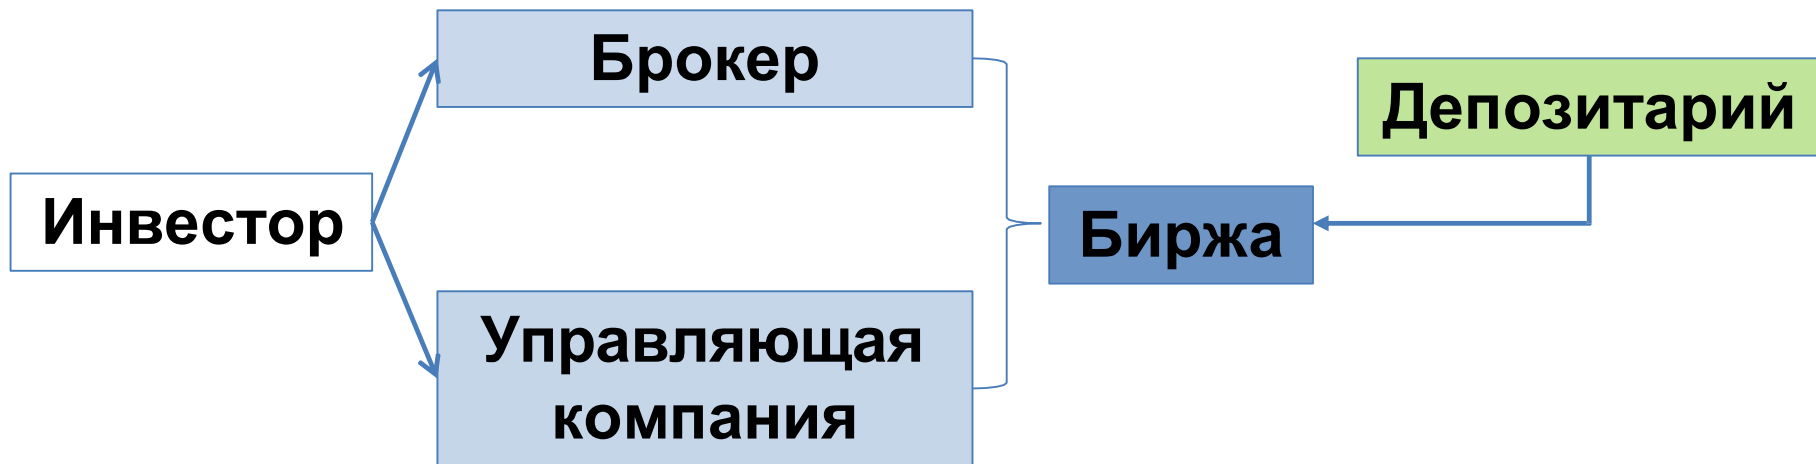 Брокер
Депозитарий
Инвестор
Биржа
Управляющая
компания